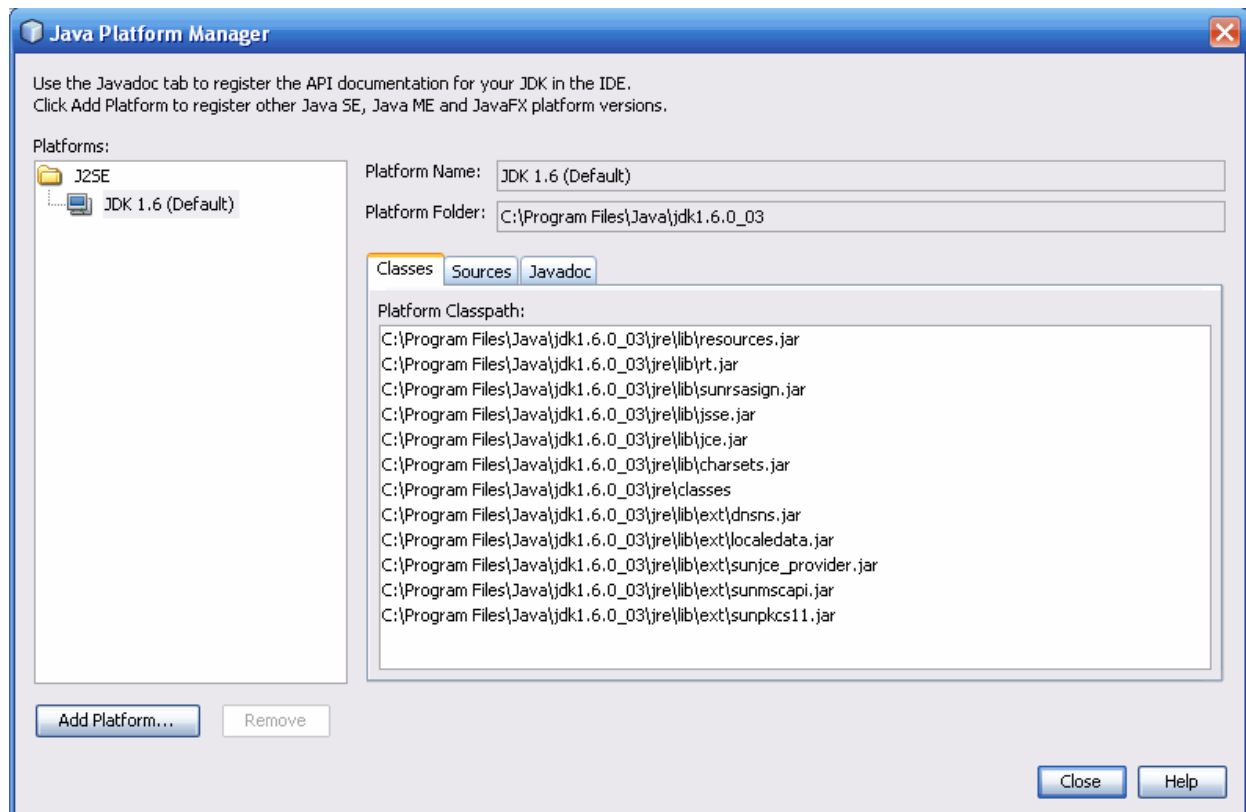 Java Platform Manager
Use the Javadoc tab to register the API documentation for your JDK in the IDE.
Click Add Platform to register other Java SE, Java ME and JavaFX platform versions.
Platforms:
J2SE
JDK 1.6 (Default)
Platform Name: JDK 1.6 (Default)
Platform Folder: C:\Program Files\Java\jdk1.6.0_03
Classes Sources Javadoc
Platform Classpath:
C:\Program Files\Java\jdk1.6.0_03\jre\lib\resources.jar
C:\Program Files\Java\jdk1.6.0_03\jre\lib\rt.jar
C:\Program Files\Java\jdk1.6.0_03\jre\lib\sunrsasign.jar
C:\Program Files\Java\jdk1.6.0_03\jre\lib\jsse.jar
C:\Program Files\Java\jdk1.6.0_03\jre\lib\jce.jar
C:\Program Files\Java\jdk1.6.0_03\jre\lib\charsets.jar
C:\Program Files\Java\jdk1.6.0_03\jre\classes
C:\Program Files\Java\jdk1.6.0_03\jre\lib\ext\dnsns.jar
C:\Program Files\Java\jdk1.6.0_03\jre\lib\ext\localedata.jar
C:\Program Files\Java\jdk1.6.0_03\jre\lib\ext\sunjce_provider.jar
C:\Program Files\Java\jdk1.6.0_03\jre\lib\ext\sunmscapi.jar
C:\Program Files\Java\jdk1.6.0_03\jre\lib\ext\sunpkcs11.jar
Add Platform... Remove
Close Help